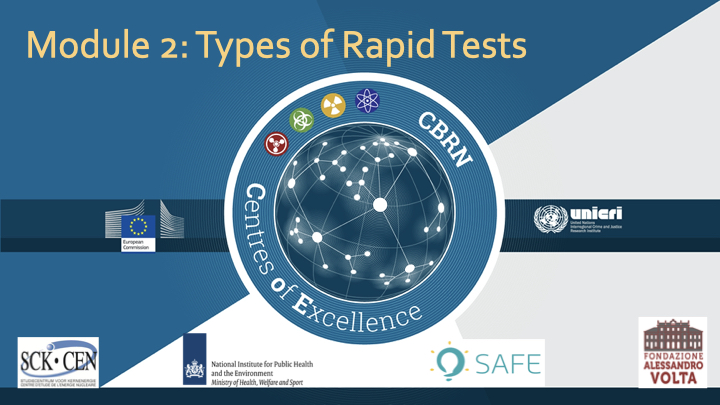 Module 2: Types of Rapid Tests
CBRN
Centres of Excellence
European
Commission
unicri
United Nations
Interregional Crime and Justice
Research Institute
SCK•CEN
STUDIECENTRUM VOOR KERNENERGIE
CENTRE D'ETUDE DE L'ENERGIE NUCLEAIRE
National Institute for Public Health
and the Environment
Ministry of Health, Welfare and Sport
SAFE
FONDAZIONE
ALESSANDRO
VOLTA